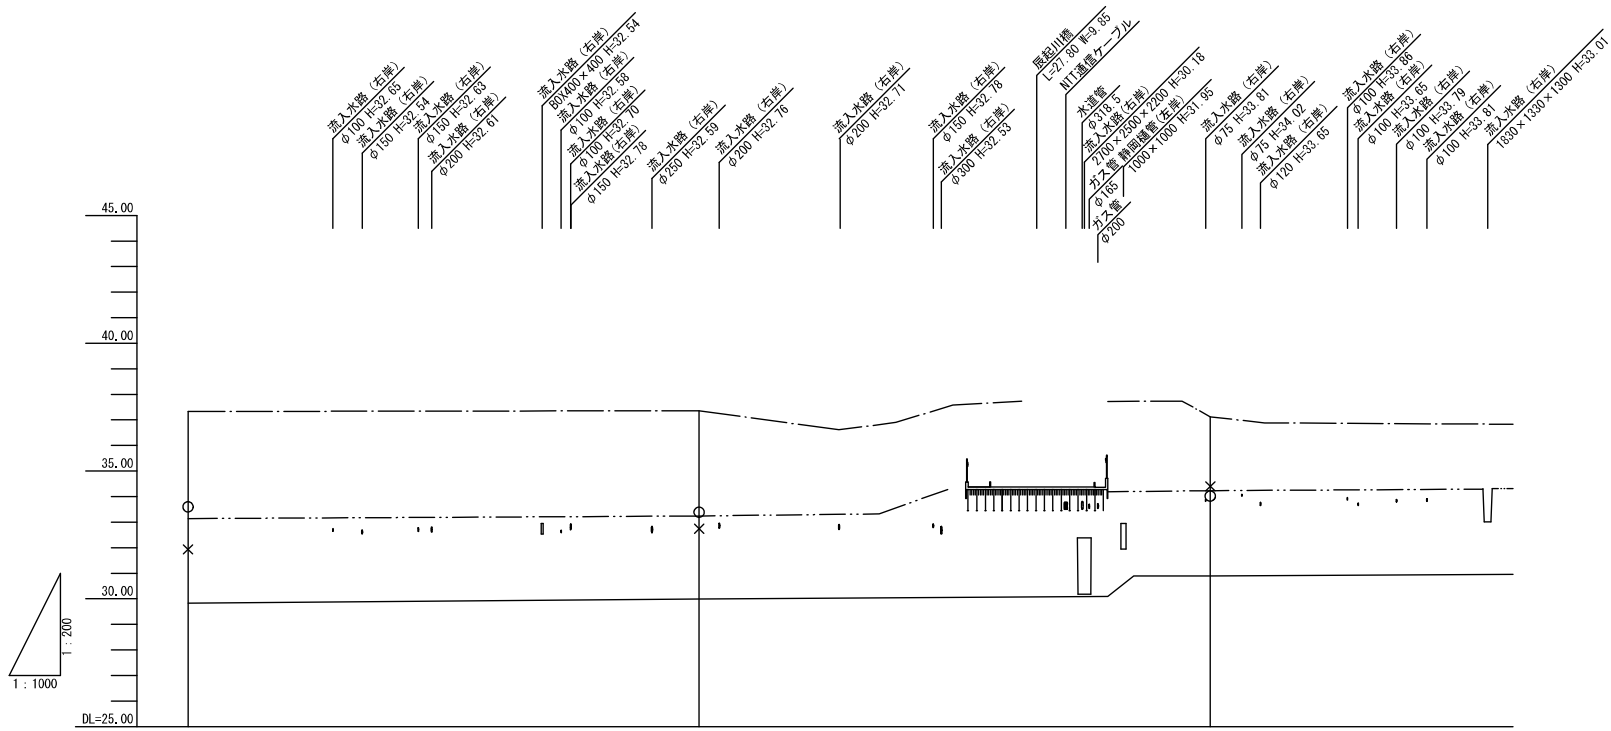 流入水路 (右岸)
φ100 H=32.65
流入水路 (右岸)
φ150 H=32.54
流入水路 (右岸)
φ150 H=32.63
流入水路 (右岸)
φ200 H=32.61
流入水路 (右岸)
BOX400×400 H=32.54
流入水路 (右岸)
φ100 H=32.58
流入水路 (右岸)
φ100 H=32.70
流入水路(右岸)
φ150 H=32.78
流入水路 (右岸)
φ250 H=32.59
流入水路 (右岸)
φ200 H=32.76
流入水路 (右岸)
φ200 H=32.71
流入水路 (右岸)
φ150 H=32.78
流入水路 (右岸)
φ300 H=32.53
辰起川橋
L=27.80 W=9.85
NTT通信ケーブル
水道管
φ318.5
流入水路(右岸)
2700×2500×2200 H=30.18
ガス管
φ165
静岡樋管(左岸)
1000×1000 H=31.95
ガス管
φ200
流入水路 (右岸)
φ75 H=33.81
流入水路 (右岸)
φ75 H=34.02
流入水路 (右岸)
φ120 H=33.65
流入水路 (右岸)
φ100 H=33.86
流入水路 (右岸)
φ100 H=33.65
流入水路 (右岸)
φ100 H=33.79
流入水路 (右岸)
φ100 H=33.81
流入水路 (右岸)
1830×1330×1300 H=33.01
45.00
40.00
35.00
30.00
DL=25.00
1 : 200
1 : 1000